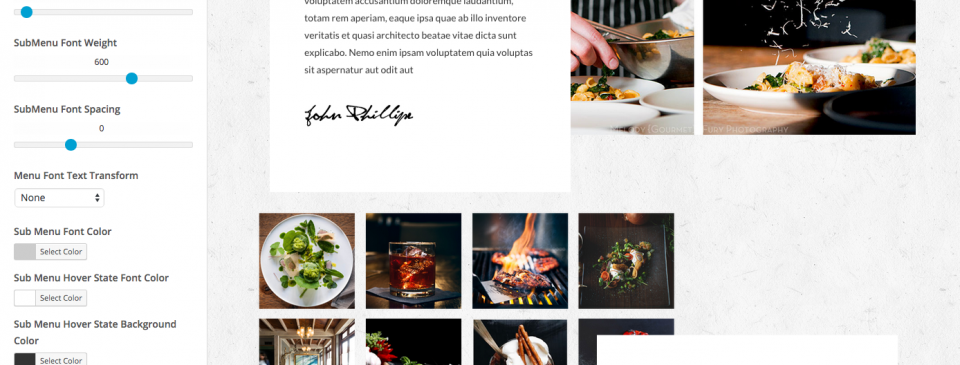 SubMenu Font Weight
600
SubMenu Font Spacing
0
Menu Font Text Transform
None
Sub Menu Font Color
Select Color
Sub Menu Hover State Font Color
Select Color
Sub Menu Hover State Background
Color
Select Color
voluptatem accusantium doloremque laudantium,
totam rem aperiam, eaque ipsa quae ab illo inventore
veritatis et quasi architecto beatae vitae dicta sunt
explicabo. Nemo enim ipsam voluptatem quia voluptas
sit aspernatur aut odit aut
John Phillips
Photography